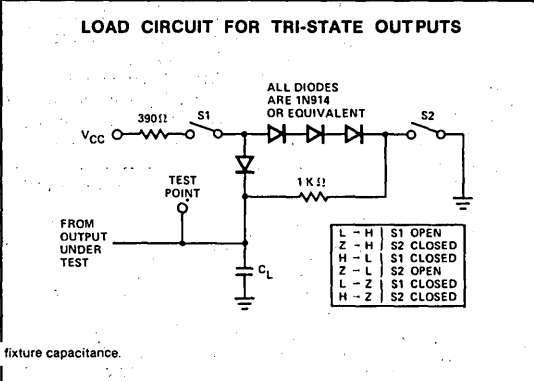 LOAD CIRCUIT FOR TRI-STATE OUTPUTS
ALL DIODES
ARE 1N914
OR EQUIVALENT
390Ω
S1
S2
VCC
TEST
POINT
1 KΩ
FROM
OUTPUT
UNDER
TEST
CL
L → H S1 OPEN
Z → H S2 CLOSED
H → L S1 CLOSED
Z → L S2 OPEN
L → Z S1 CLOSED
H → Z S2 CLOSED
fixture capacitance.